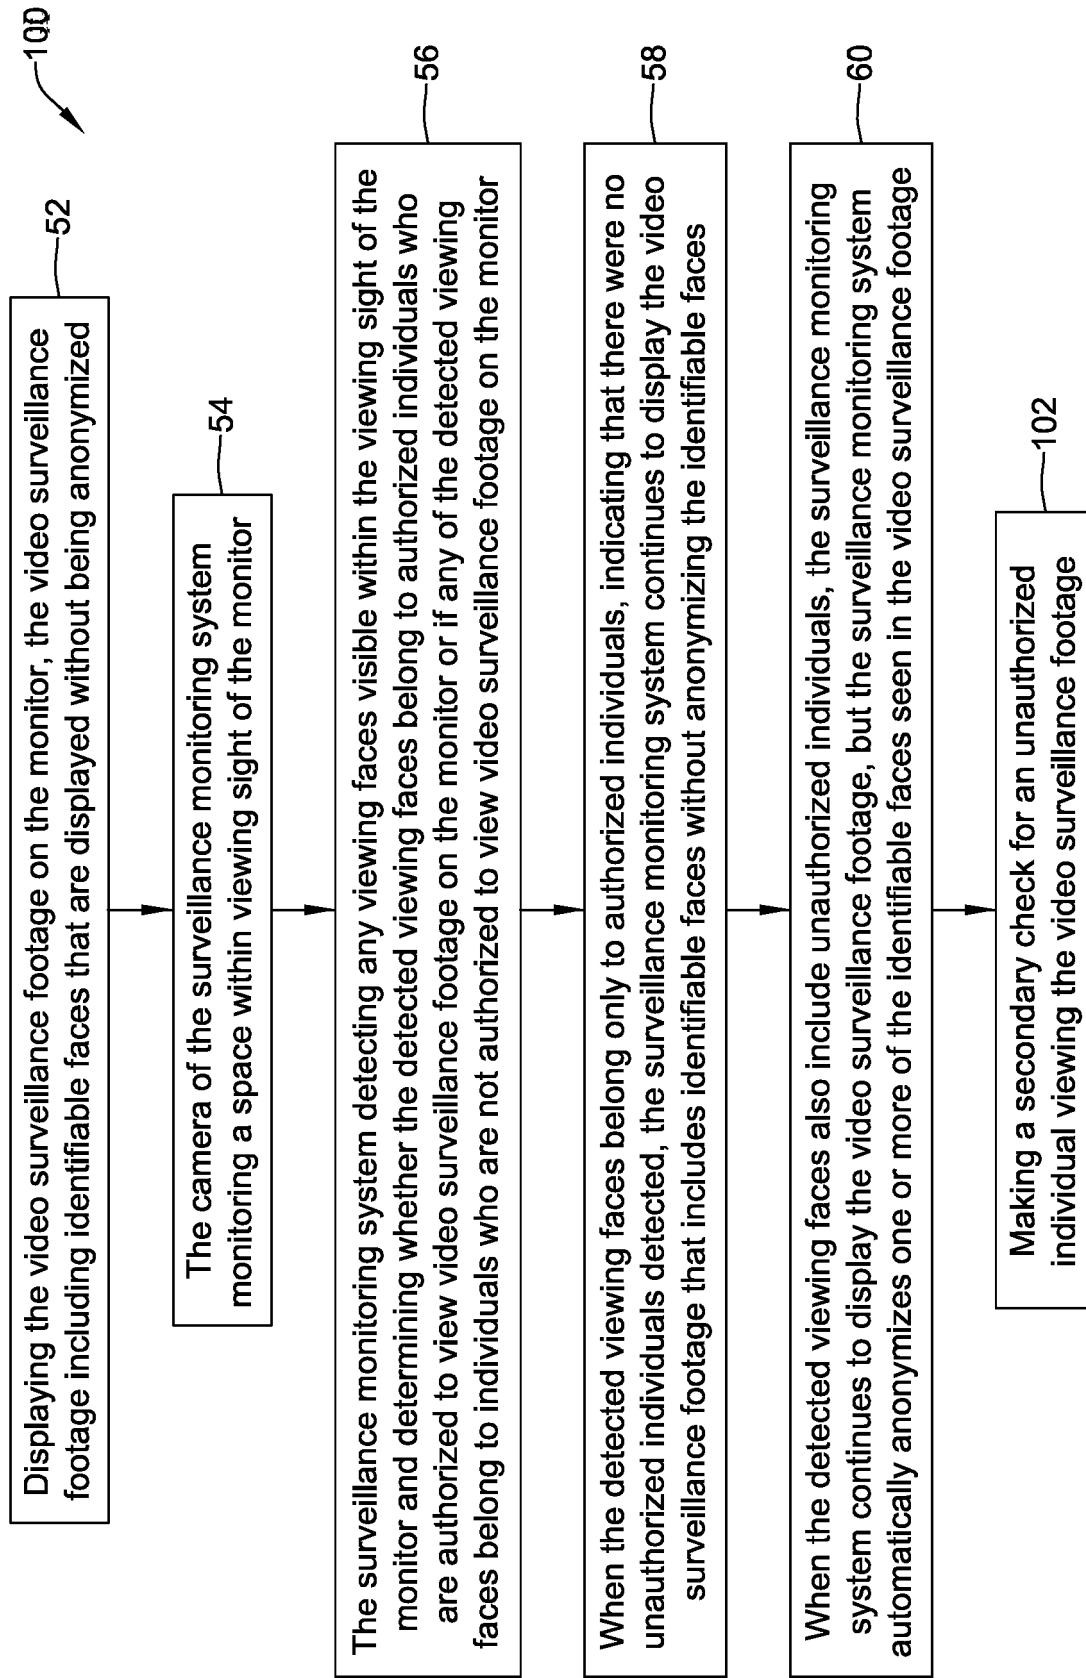 100
52
Displaying the video surveillance footage on the monitor, the video surveillance
footage including identifiable faces that are displayed without being anonymized
54
The camera of the surveillance monitoring system
monitoring a space within viewing sight of the monitor
56
The surveillance monitoring system detecting any viewing faces visible within the viewing sight of the
monitor and determining whether the detected viewing faces belong to authorized individuals who
are authorized to view video surveillance footage on the monitor or if any of the detected viewing
faces belong to individuals who are not authorized to view video surveillance footage on the monitor
58
When the detected viewing faces belong only to authorized individuals, indicating that there were no
unauthorized individuals detected, the surveillance monitoring system continues to display the video
surveillance footage that includes identifiable faces without anonymizing the identifiable faces
60
When the detected viewing faces also include unauthorized individuals, the surveillance monitoring
system continues to display the video surveillance footage, but the surveillance monitoring system
automatically anonymizes one or more of the identifiable faces seen in the video surveillance footage
102
Making a secondary check for an unauthorized
individual viewing the video surveillance footage